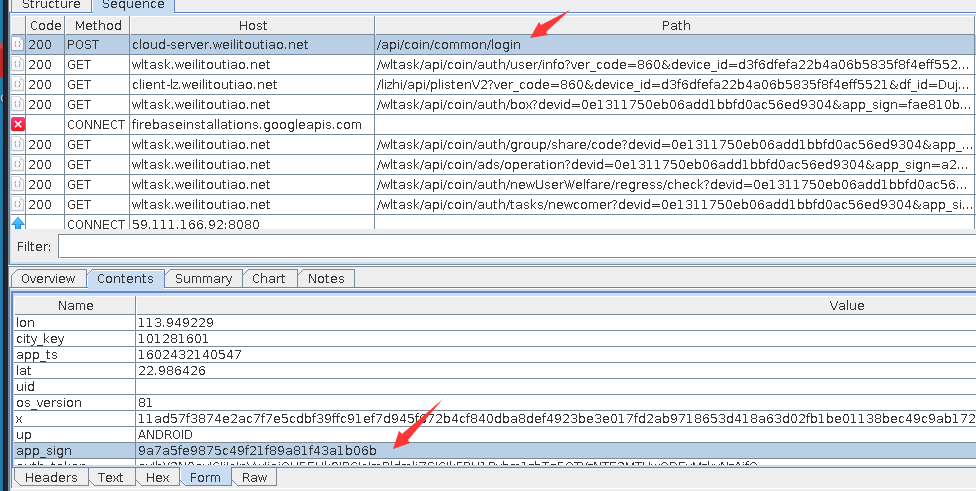 Structure Sequence
Code Method Host Path
200 POST cloud-server.weilitoutiao.net /api/coin/common/login
200 GET wltask.weilitoutiao.net /wltask/api/coin/auth/user/info?ver_code=860&device_id=d3f6dfefa22b4a06b5835f8f4eff552...
200 GET client-lz.weilitoutiao.net /lizhi/api/plistenV2?ver_code=860&device_id=d3f6dfefa22b4a06b5835f8f4eff5521&df_id=Duj...
200 GET wltask.weilitoutiao.net /wltask/api/coin/auth/box?devid=0e1311750eb06add1bbfd0ac56ed9304&app_sign=fae810b...
CONNECT firebaseinstallations.googleapis.com
200 GET wltask.weilitoutiao.net /wltask/api/coin/auth/group/share/code?devid=0e1311750eb06add1bbfd0ac56ed9304&app_...
200 GET wltask.weilitoutiao.net /wltask/api/coin/ads/operation?devid=0e1311750eb06add1bbfd0ac56ed9304&app_sign=a2...
200 GET wltask.weilitoutiao.net /wltask/api/coin/auth/newUserWelfare/regress/check?devid=0e1311750eb06add1bbfd0ac56...
200 GET wltask.weilitoutiao.net /wltask/api/coin/auth/tasks/newcomer?devid=0e1311750eb06add1bbfd0ac56ed9304&app_si...
CONNECT 59.111.166.92:8080
Filter:
Overview Contents Summary Chart Notes
Name Value
lon 113.949229
city_key 101281601
app_ts 1602432140547
lat 22.986426
uid
os_version 81
x
up ANDROID
app_sign 9a7a5fe9875c49f21f89a81f43a1b06b
auth_token
Headers Text Hex Form Raw